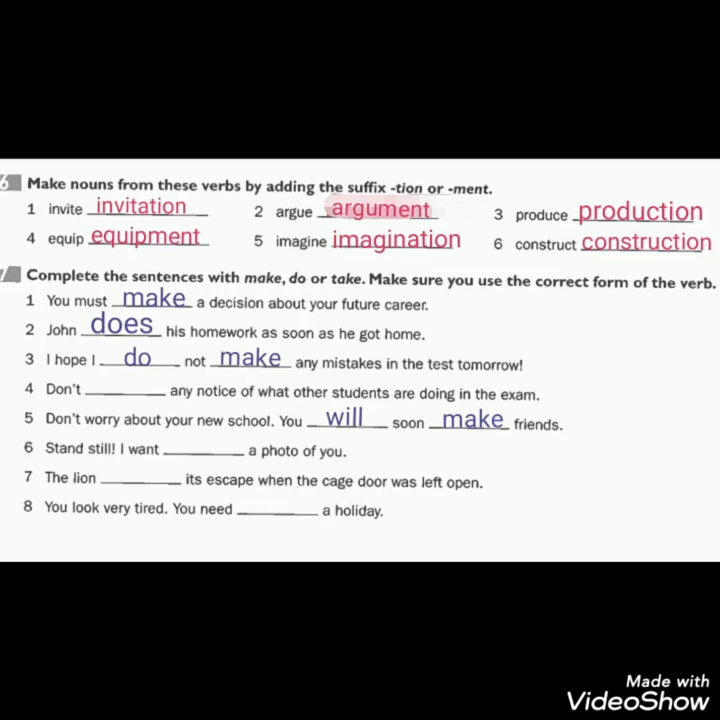 6 Make nouns from these verbs by adding the suffix -tion or -ment.
1 invite invitation 2 argue argument 3 produce production
4 equip equipment 5 imagine imagination 6 construct construction
7 Complete the sentences with make, do or take. Make sure you use the correct form of the verb.
1 You must make a decision about your future career.
2 John does his homework as soon as he got home.
3 I hope I do not make any mistakes in the test tomorrow!
4 Don't ________ any notice of what other students are doing in the exam.
5 Don't worry about your new school. You will soon make friends.
6 Stand still! I want ________ a photo of you.
7 The lion ________ its escape when the cage door was left open.
8 You look very tired. You need ________ a holiday.
Made with
VideoShow